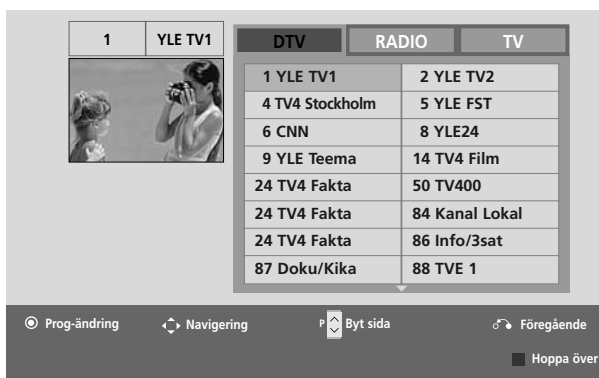 1 YLE TV1
DTV RADIO TV
1 YLE TV1 2 YLE TV2
4 TV4 Stockholm 5 YLE FST
6 CNN 8 YLE24
9 YLE Teema 14 TV4 Film
24 TV4 Fakta 50 TV400
24 TV4 Fakta 84 Kanal Lokal
24 TV4 Fakta 86 Info/3sat
87 Doku/Kika 88 TVE 1
Prog-ändring Navigering P Byt sida Föregående
Hoppa över